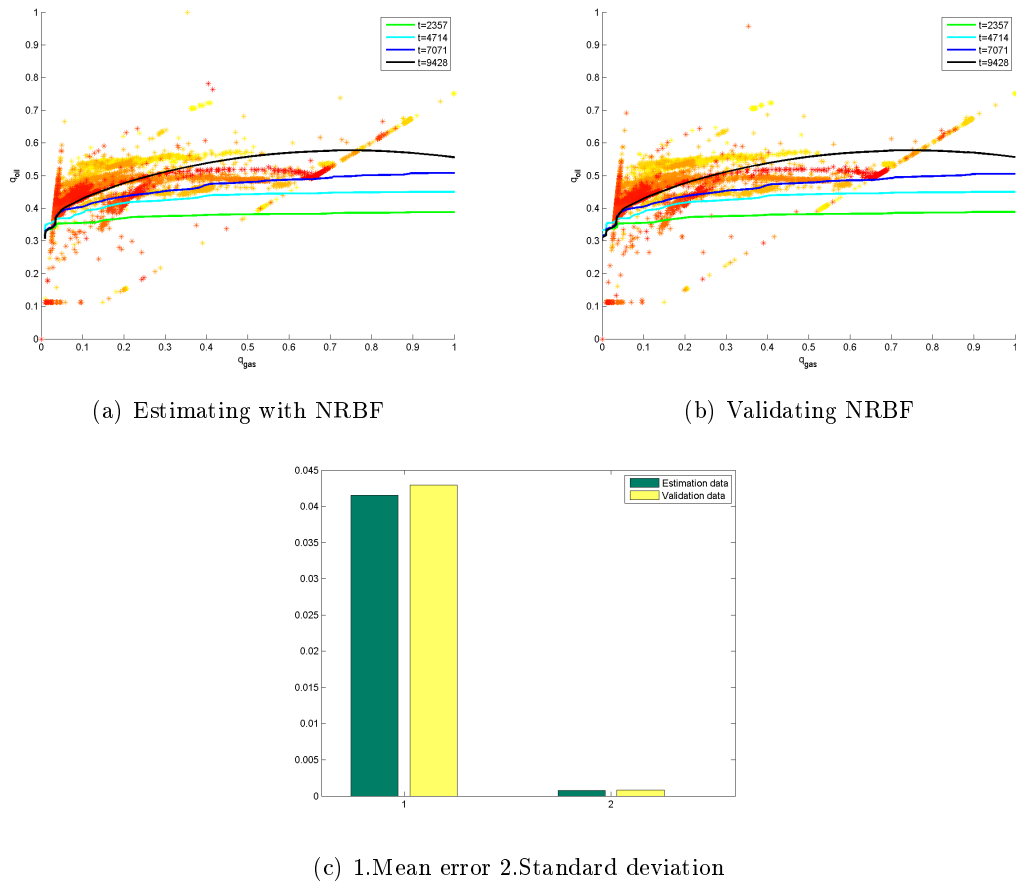 1
0.9
0.8
0.7
0.6
0.5
0.4
0.3
0.2
0.1
0
q_oil
0 0.1 0.2 0.3 0.4 0.5 0.6 0.7 0.8 0.9 1
q_gas
t=2357
t=4714
t=7071
t=9428
(a) Estimating with NRBF
1
0.9
0.8
0.7
0.6
0.5
0.4
0.3
0.2
0.1
0
q_oil
0 0.1 0.2 0.3 0.4 0.5 0.6 0.7 0.8 0.9 1
q_gas
t=2357
t=4714
t=7071
t=9428
(b) Validating NRBF
0.045
0.04
0.035
0.03
0.025
0.02
0.015
0.01
0.005
0
1 2
Estimation data
Validation data
(c) 1.Mean error 2.Standard deviation